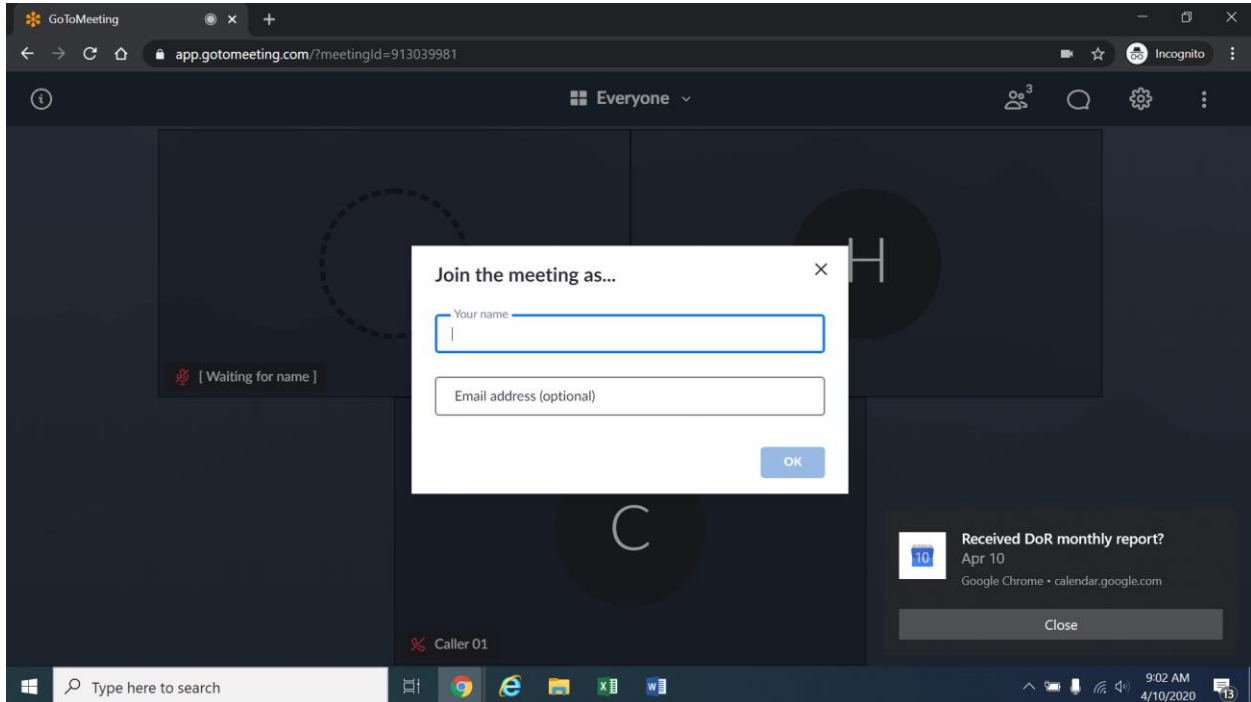 GoToMeeting
app.gotomeeting.com/?meetingId=913039981
Incognito
Everyone
3
H
[ Waiting for name ]
Join the meeting as...
Your name
Email address (optional)
OK
C
Caller 01
10
Received DoR monthly report?
Apr 10
Google Chrome • calendar.google.com
Close
Type here to search
9:02 AM
4/10/2020
13